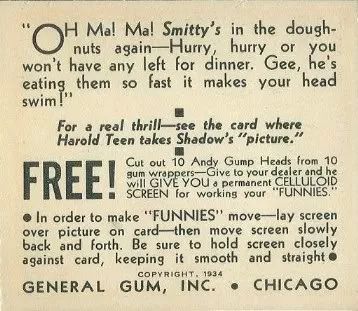 "OH Ma! Ma! Smitty's in the dough-
nuts again—Hurry, hurry or you
won't have any left for dinner. Gee, he's
eating them so fast it makes your head
swim!"
■
For a real thrill—see the card where
Harold Teen takes Shadow's "picture."
■
FREE! Cut out 10 Andy Gump Heads from 10
gum wrappers—Give to your dealer and he
will GIVE YOU a permanent CELLULOID
SCREEN for working your "FUNNIES."
● In order to make "FUNNIES" move—lay screen
over picture on card—then move screen slowly
back and forth. Be sure to hold screen closely
against card, keeping it smooth and straight ●
COPYRIGHT, 1934
GENERAL GUM, INC. ● CHICAGO